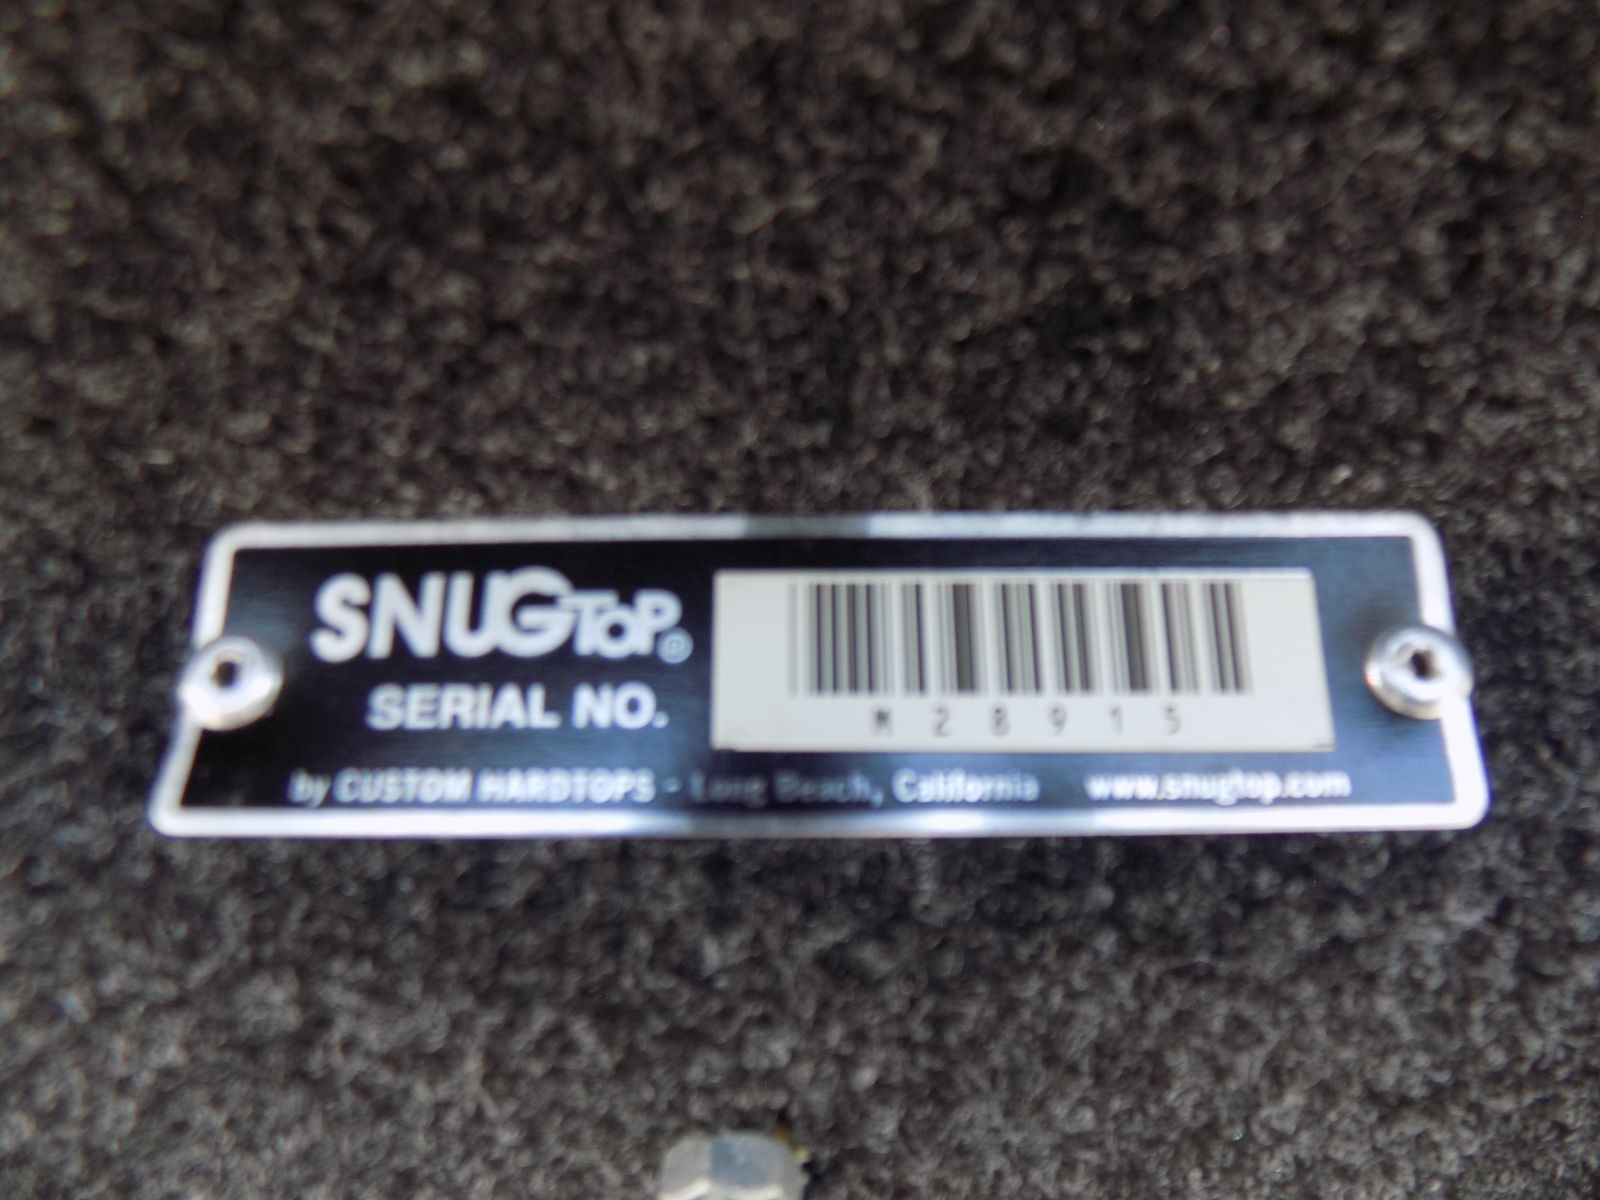 SNUGTOP®
SERIAL NO.
M28915
by CUSTOM HARDTOPS - Long Beach, California www.snugtop.com